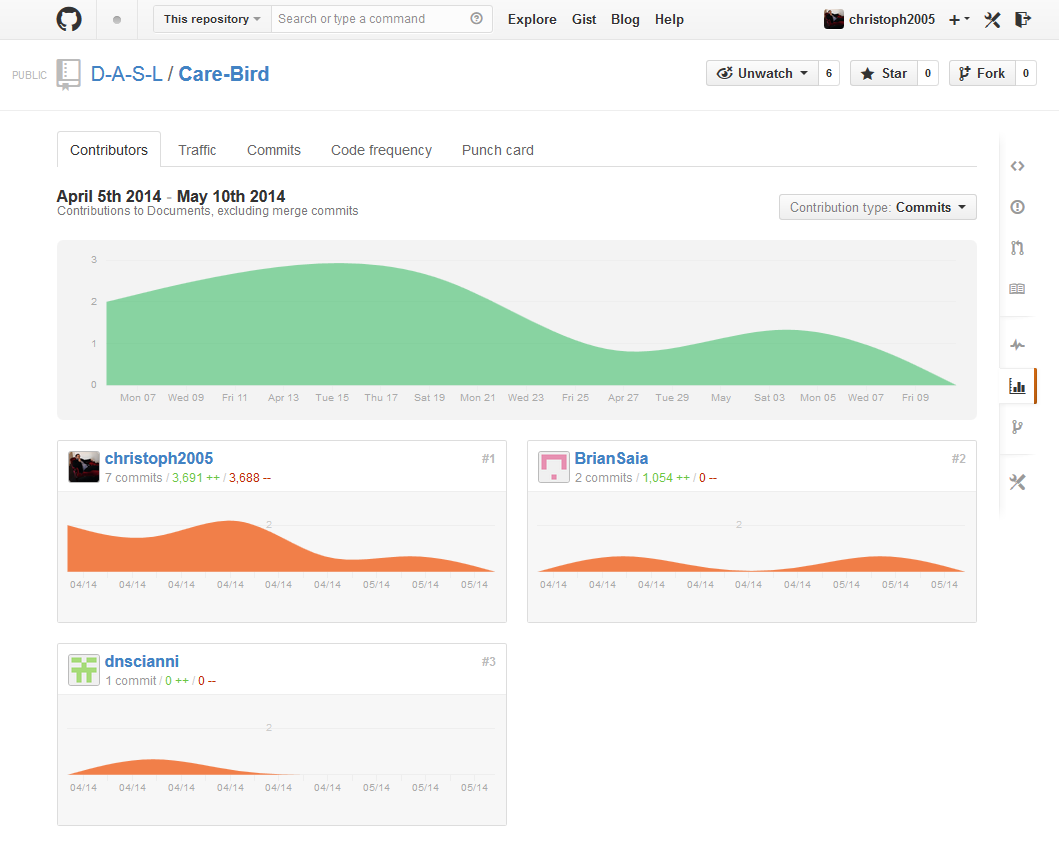 This repository Search or type a command Explore Gist Blog Help christoph2005
PUBLIC D-A-S-L / Care-Bird Unwatch 6 Star 0 Fork 0
Contributors Traffic Commits Code frequency Punch card
April 5th 2014 - May 10th 2014
Contributions to Documents, excluding merge commits
Contribution type: Commits
3
2
1
0
Mon 07 Wed 09 Fri 11 Apr 13 Tue 15 Thu 17 Sat 19 Mon 21 Wed 23 Fri 25 Apr 27 Tue 29 May Sat 03 Mon 05 Wed 07 Fri 09
christoph2005 #1
7 commits / 3,691 ++ / 3,688 --
2
04/14 04/14 04/14 04/14 04/14 04/14 05/14 05/14 05/14
BrianSaia #2
2 commits / 1,054 ++ / 0 --
2
04/14 04/14 04/14 04/14 04/14 04/14 05/14 05/14 05/14
dnscianni #3
1 commit / 0 ++ / 0 --
2
04/14 04/14 04/14 04/14 04/14 04/14 05/14 05/14 05/14